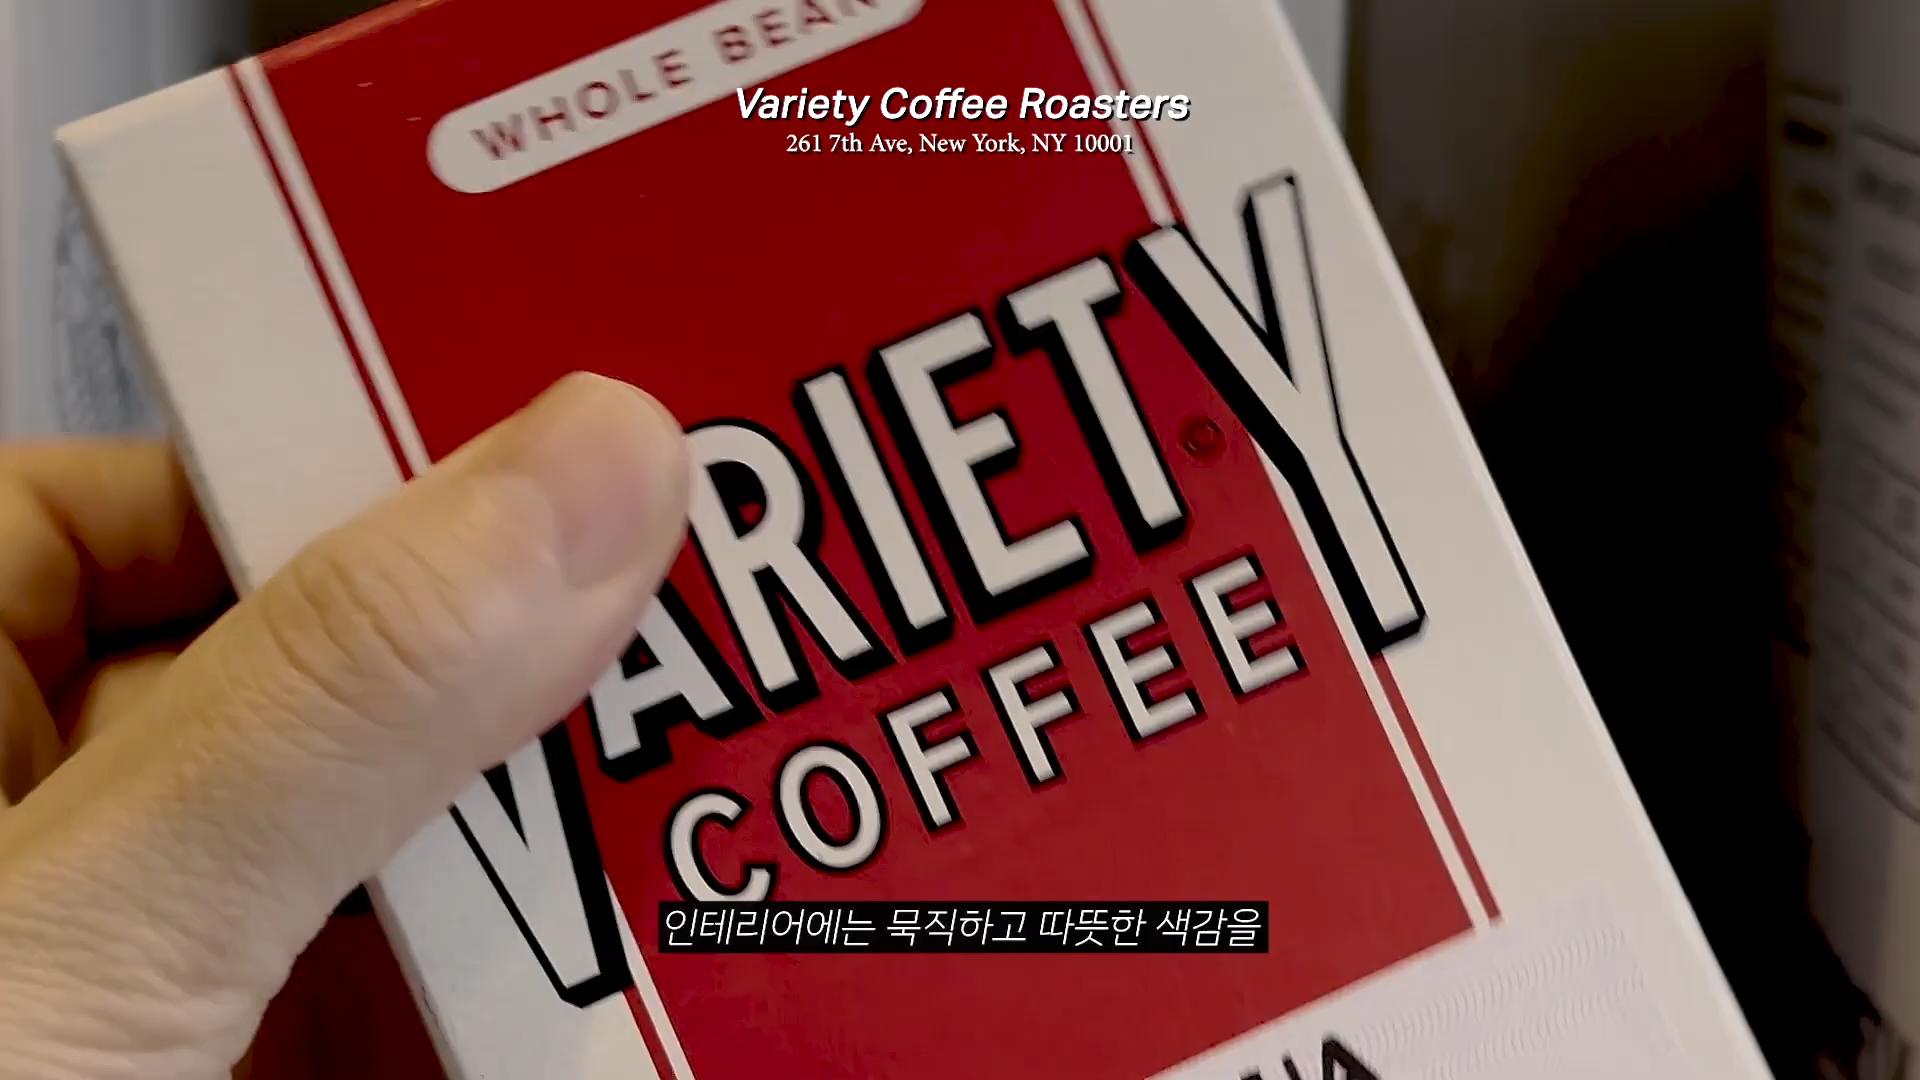 WHOLE BEAN
Variety Coffee Roasters
261 7th Ave, New York, NY 10001
VARIETY
COFFEE
인테리어에는 묵직하고 따뜻한 색감을